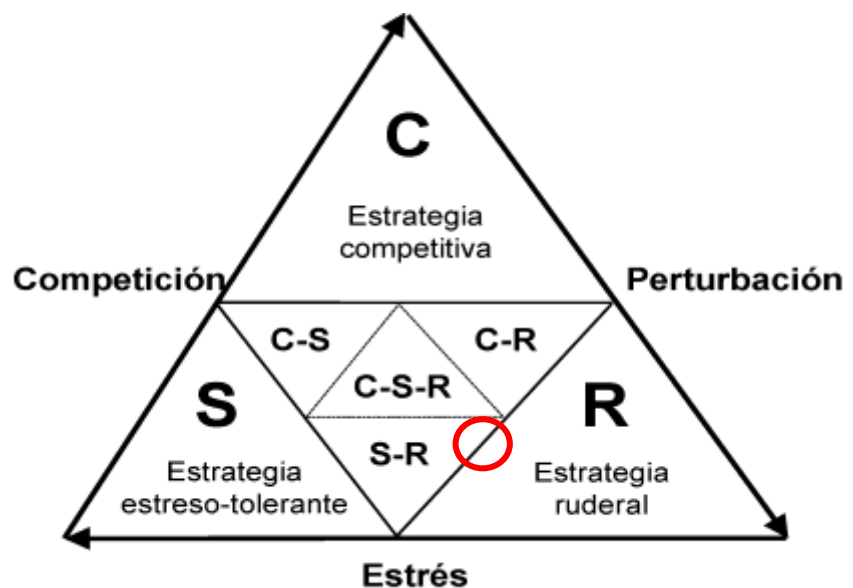 C
Estrategia
competitiva
Competición
Perturbación
C-S
C-R
C-S-R
S
R
S-R
Estrategia
estreso-tolerante
Estrategia
ruderal
Estrés